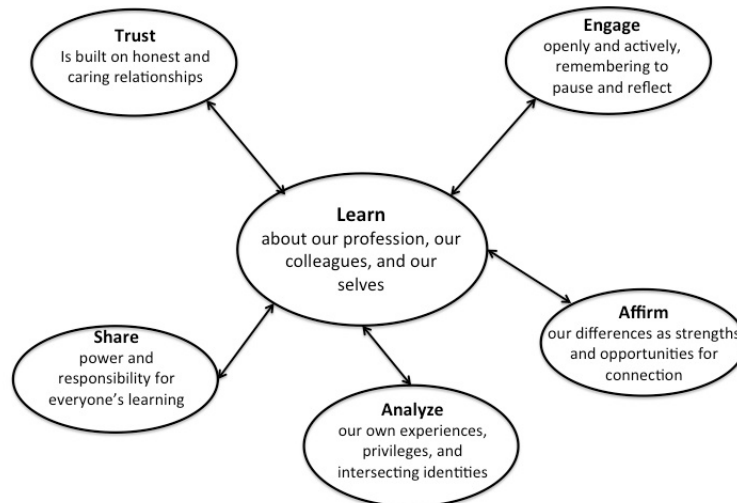 Trust
Is built on honest and
caring relationships
Engage
openly and actively,
remembering to
pause and reflect
Learn
about our profession, our
colleagues, and our
selves
Affirm
our differences as strengths
and opportunities for
connection
Share
power and
responsibility for
everyone's learning
Analyze
our own experiences,
privileges, and
intersecting identities